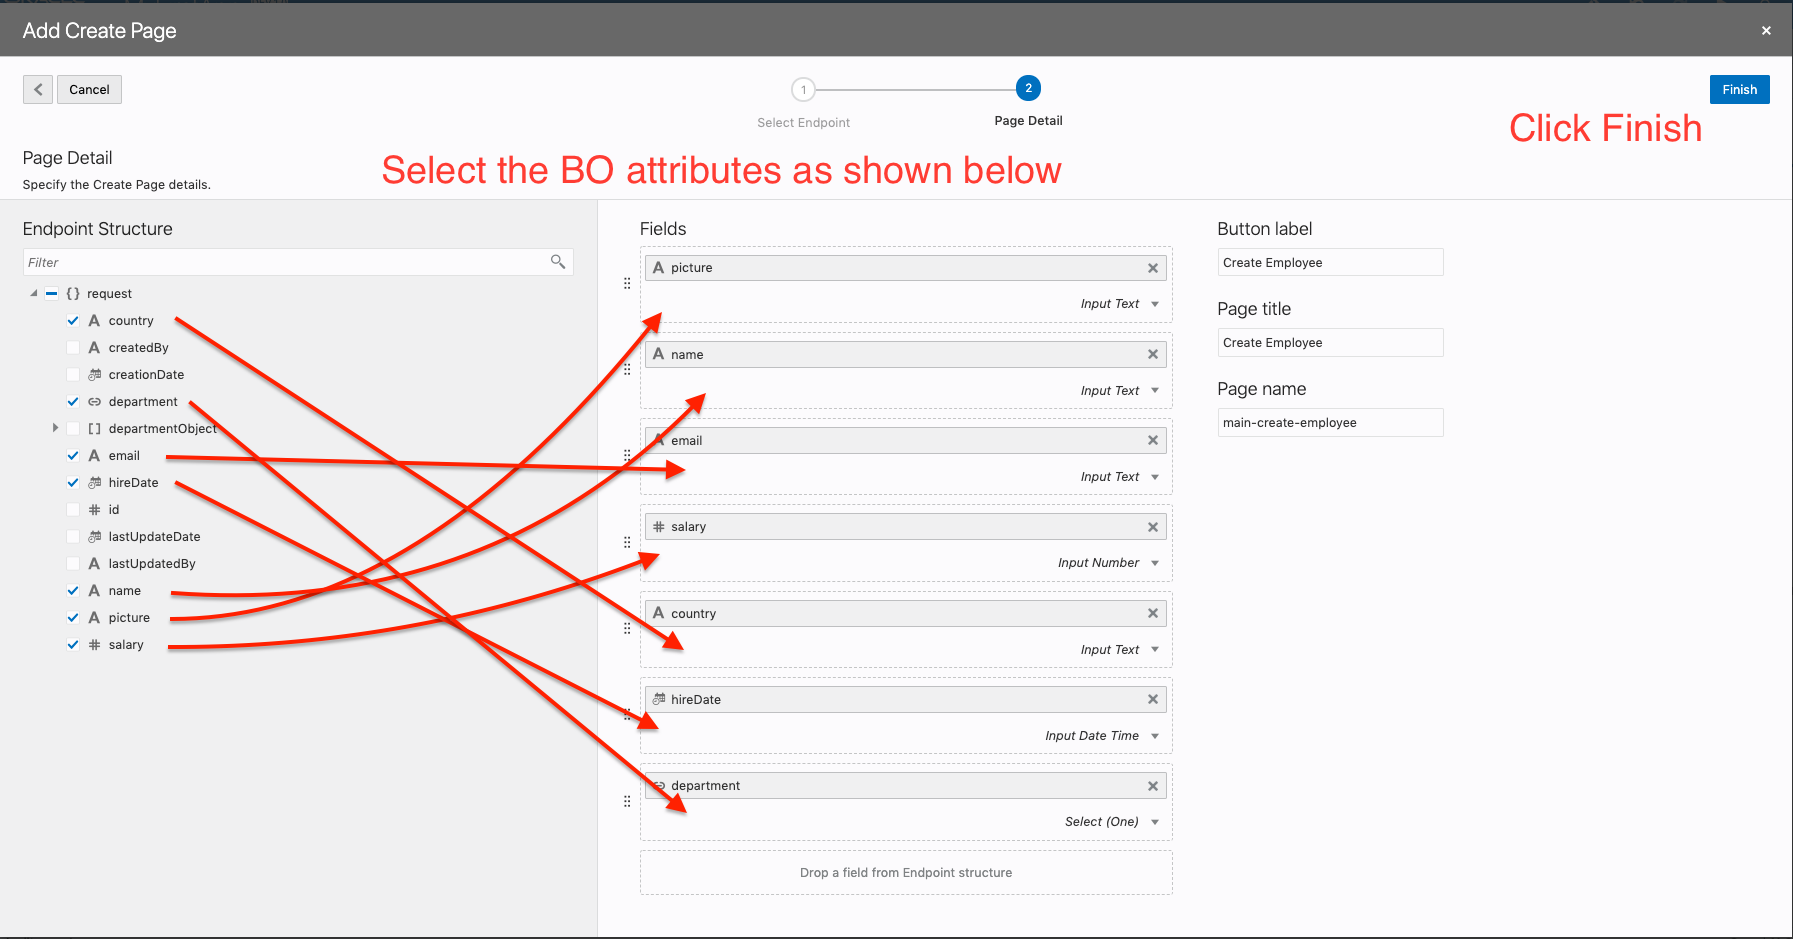 Add Create Page
Cancel
1
2
Finish
Select Endpoint
Page Detail
Click Finish
Page Detail
Specify the Create Page details.
Select the BO attributes as shown below
Endpoint Structure
Filter
{ } request
A country
A createdBy
creationDate
department
[ ] departmentObject
A email
hireDate
# id
lastUpdateDate
A lastUpdatedBy
A name
A picture
# salary
Fields
A picture
Input Text
A name
Input Text
A email
Input Text
# salary
Input Number
A country
Input Text
hireDate
Input Date Time
department
Select (One)
Drop a field from Endpoint structure
Button label
Create Employee
Page title
Create Employee
Page name
main-create-employee